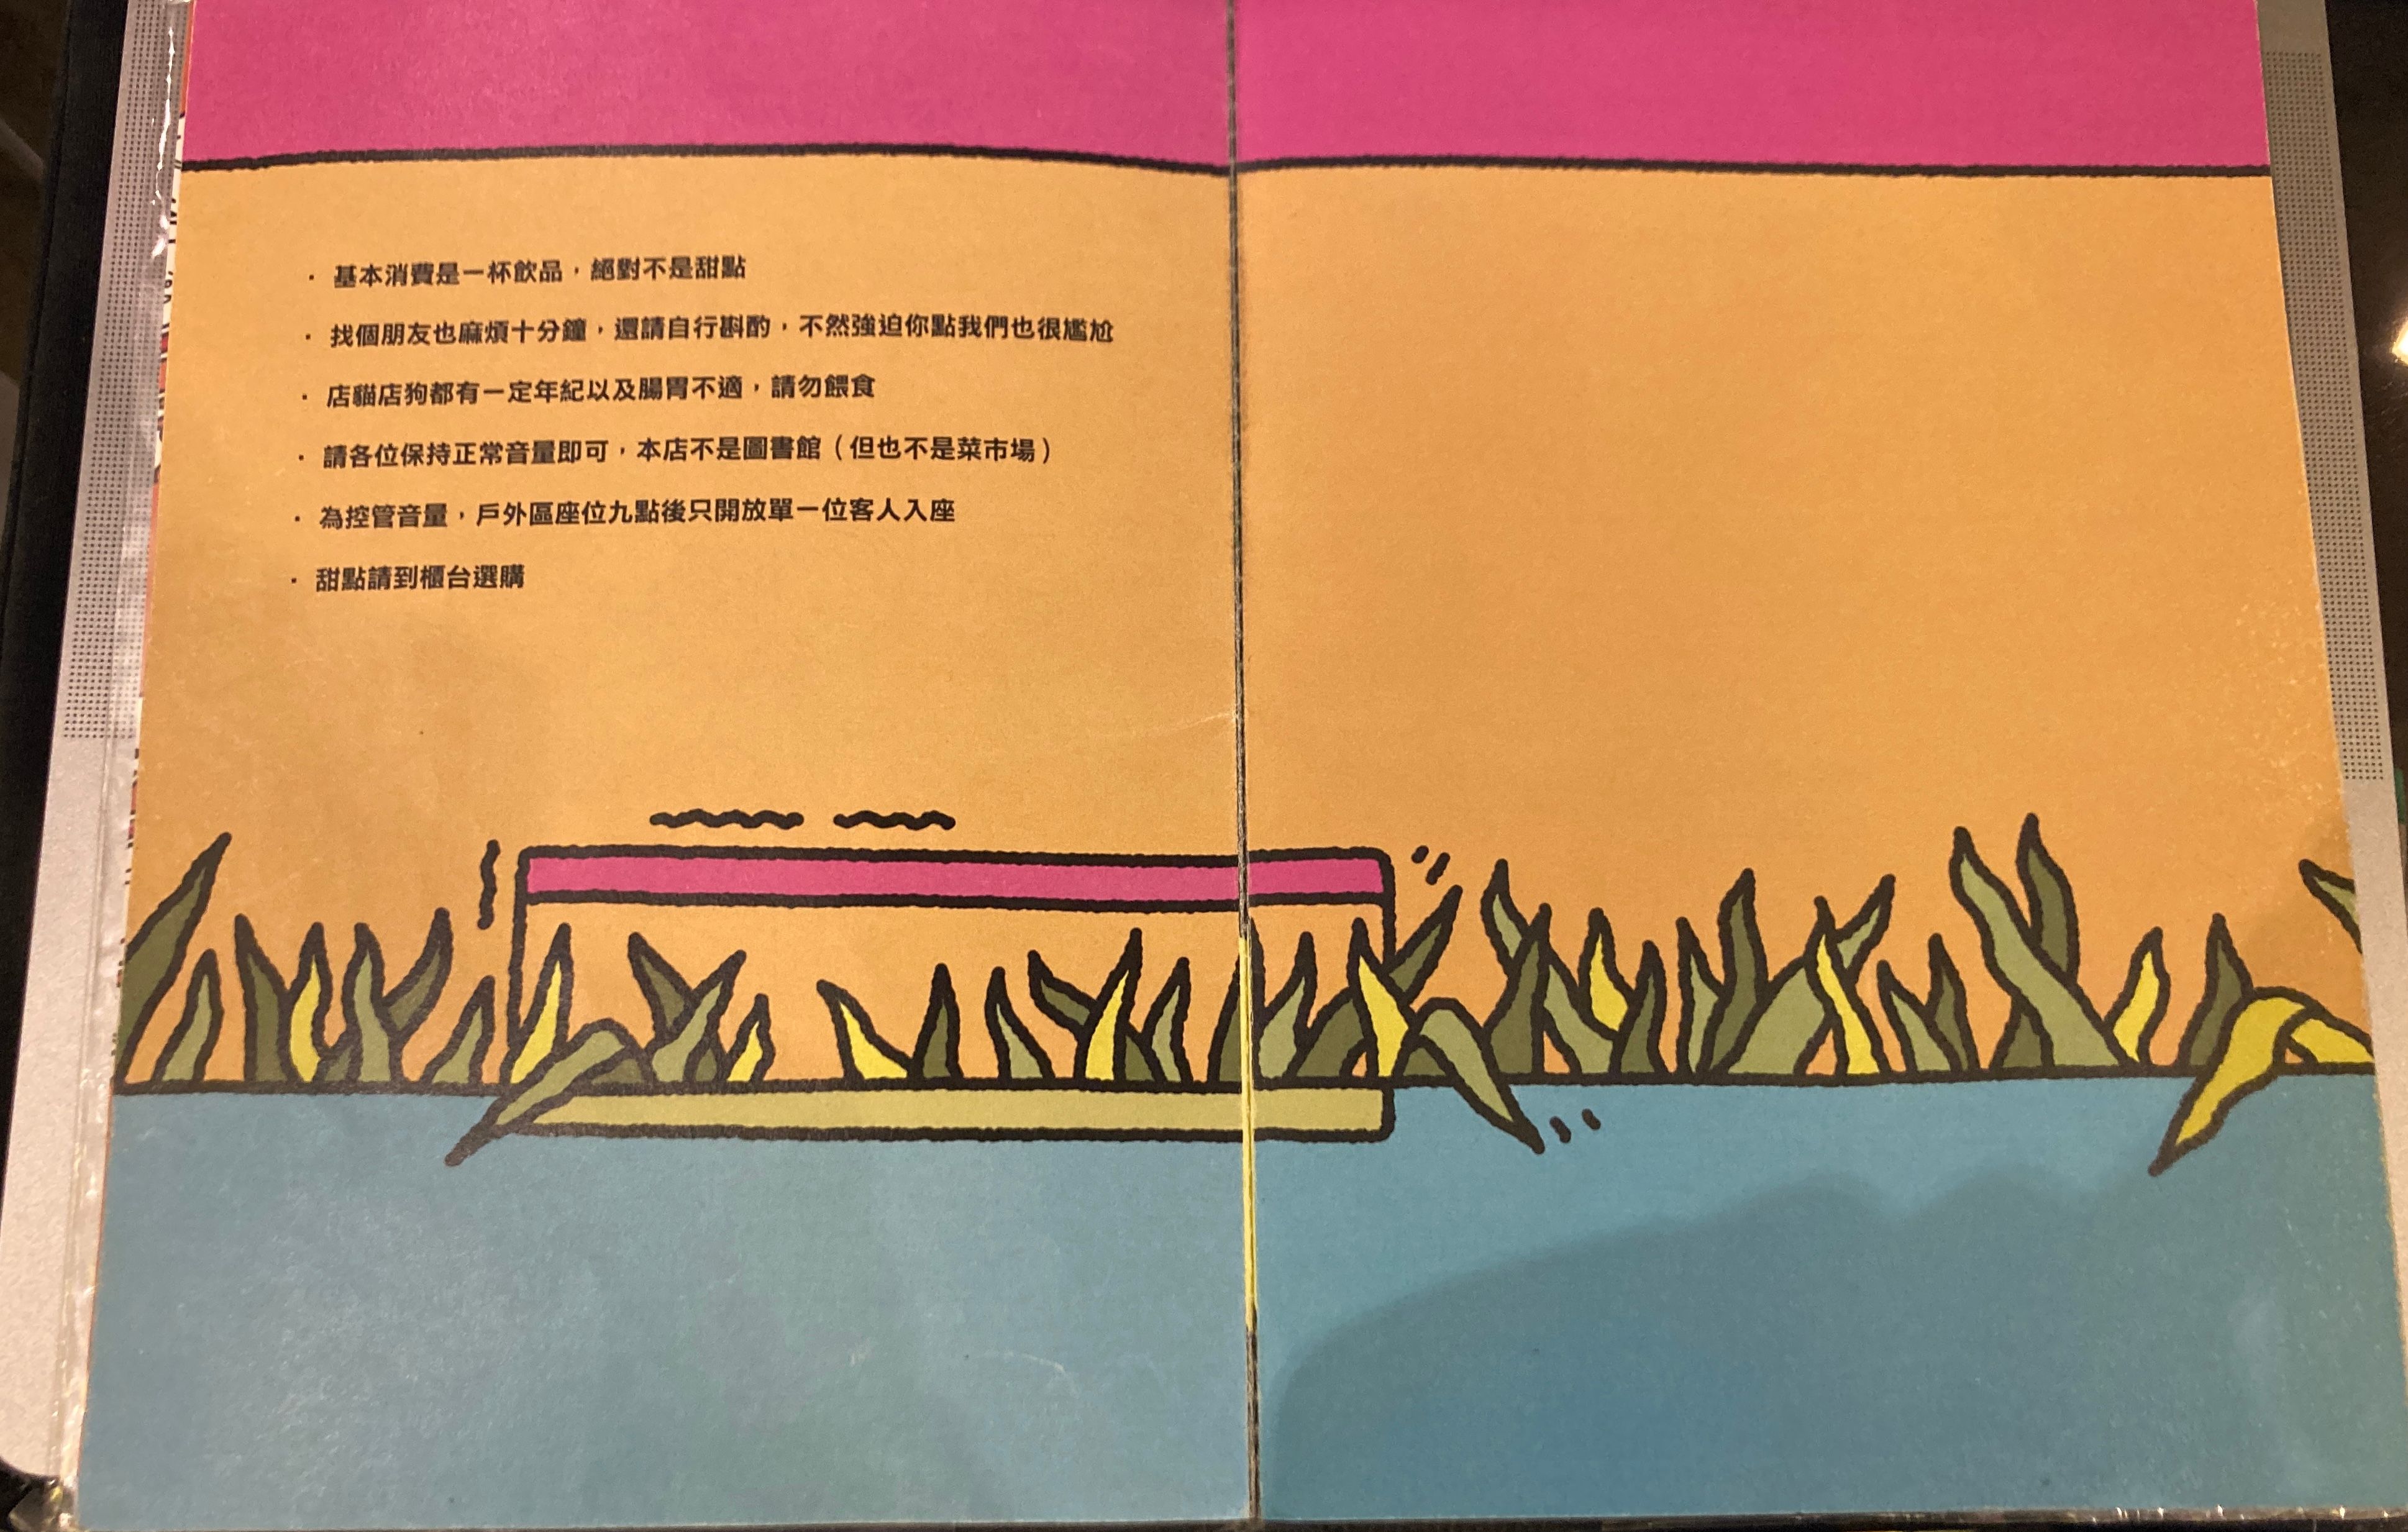 · 基本消費是一杯飲品，絕對不是甜點
· 找個朋友也麻煩十分鐘，還請自行斟酌，不然強迫你點我們也很尷尬
· 店貓店狗都有一定年紀以及腸胃不適，請勿餵食
· 請各位保持正常音量即可，本店不是圖書館（但也不是菜市場）
· 為控管音量，戶外區座位九點後只開放單一位客人入座
· 甜點請到櫃台選購